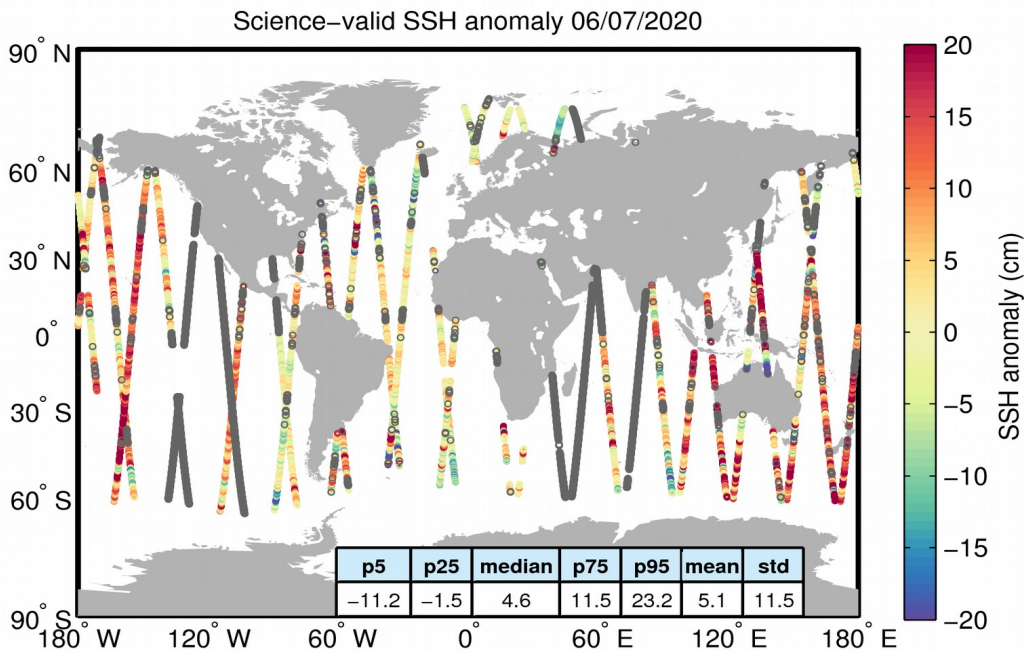 Science−valid SSH anomaly 06/07/2020
90° N
60° N
30° N
0°
30° S
60° S
90° S
180° W
120° W
60° W
0°
60° E
120° E
180° E
p5 p25 median p75 p95 mean std
−11.2 −1.5 4.6 11.5 23.2 5.1 11.5
20
15
10
5
0
−5
−10
−15
−20
SSH anomaly (cm)